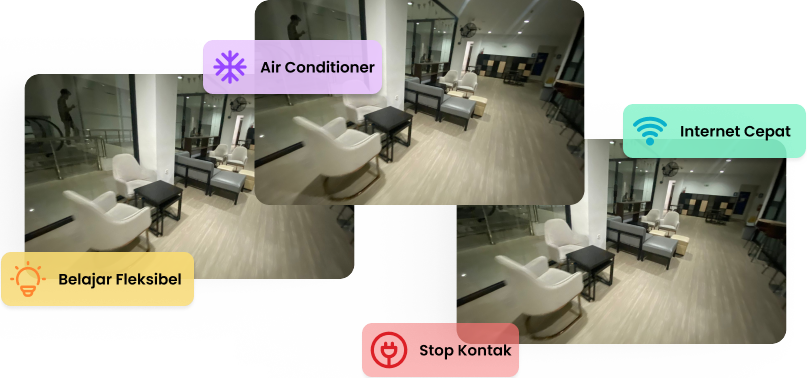 Air Conditioner
Internet Cepat
Belajar Fleksibel
Stop Kontak